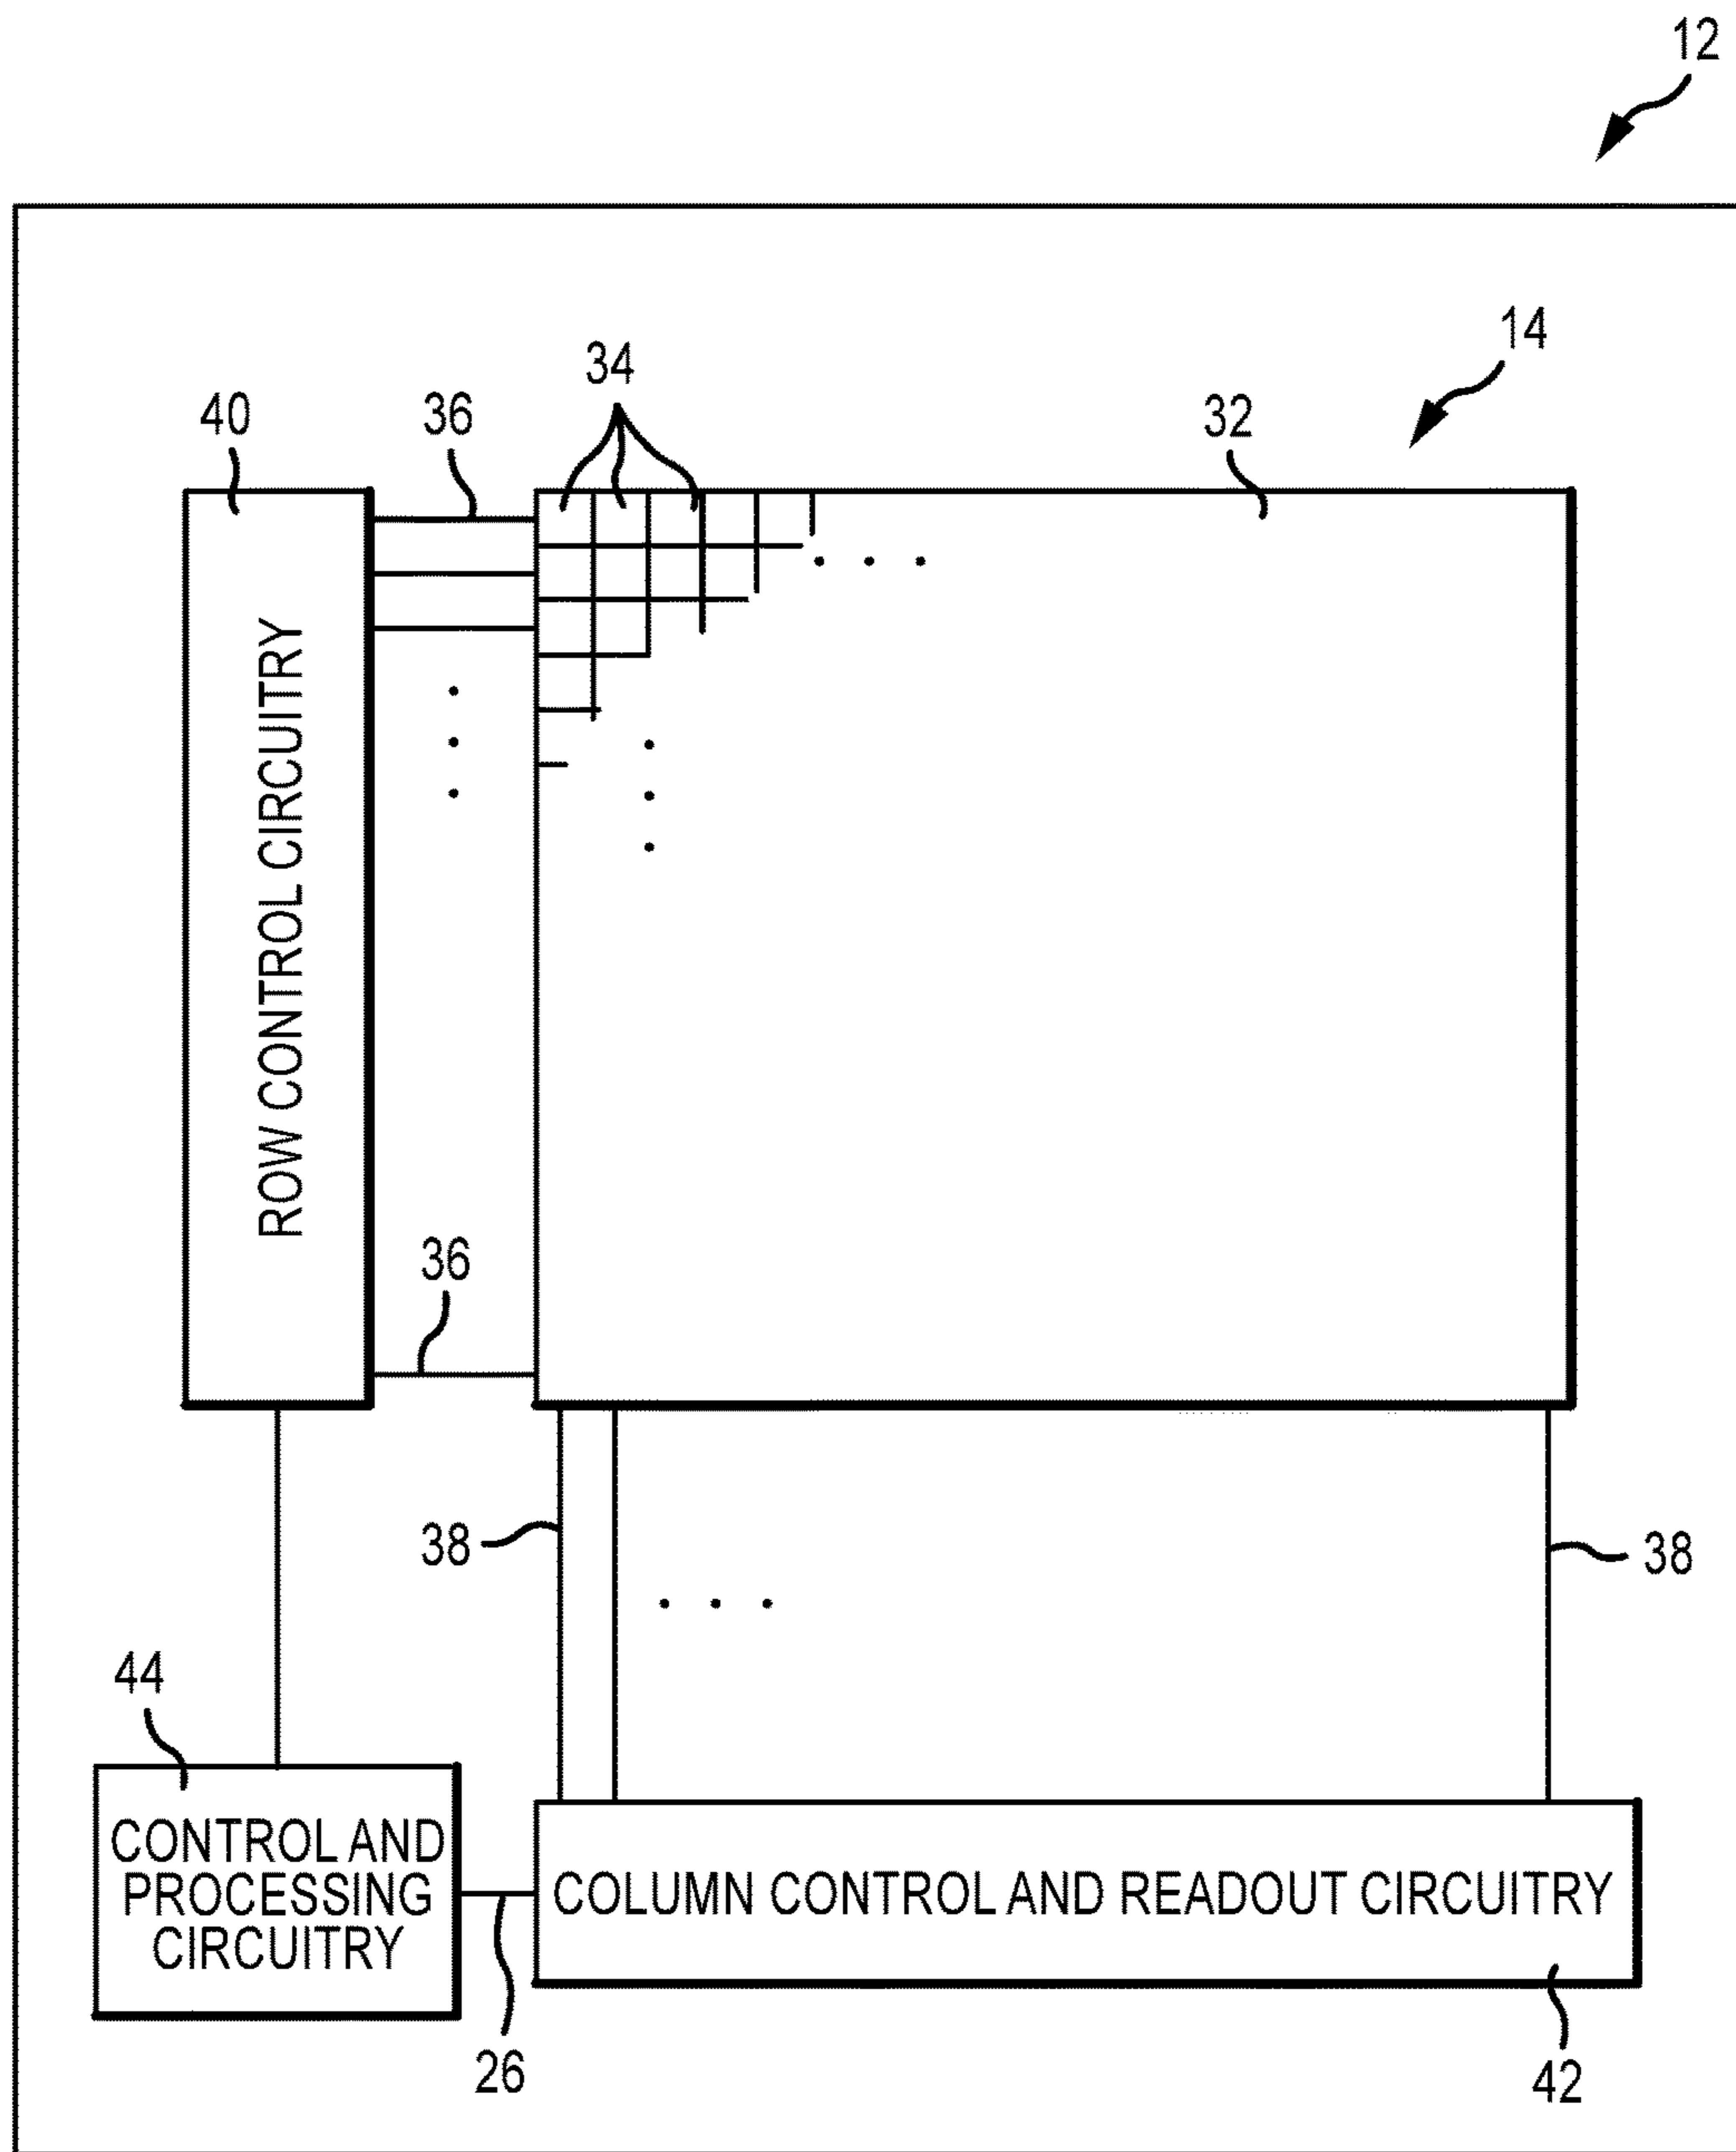 12
14
34
40
36
32
ROW CONTROL CIRCUITRY
36
38
38
44
CONTROL AND
PROCESSING
CIRCUITRY
COLUMN CONTROL AND READOUT CIRCUITRY
26
42